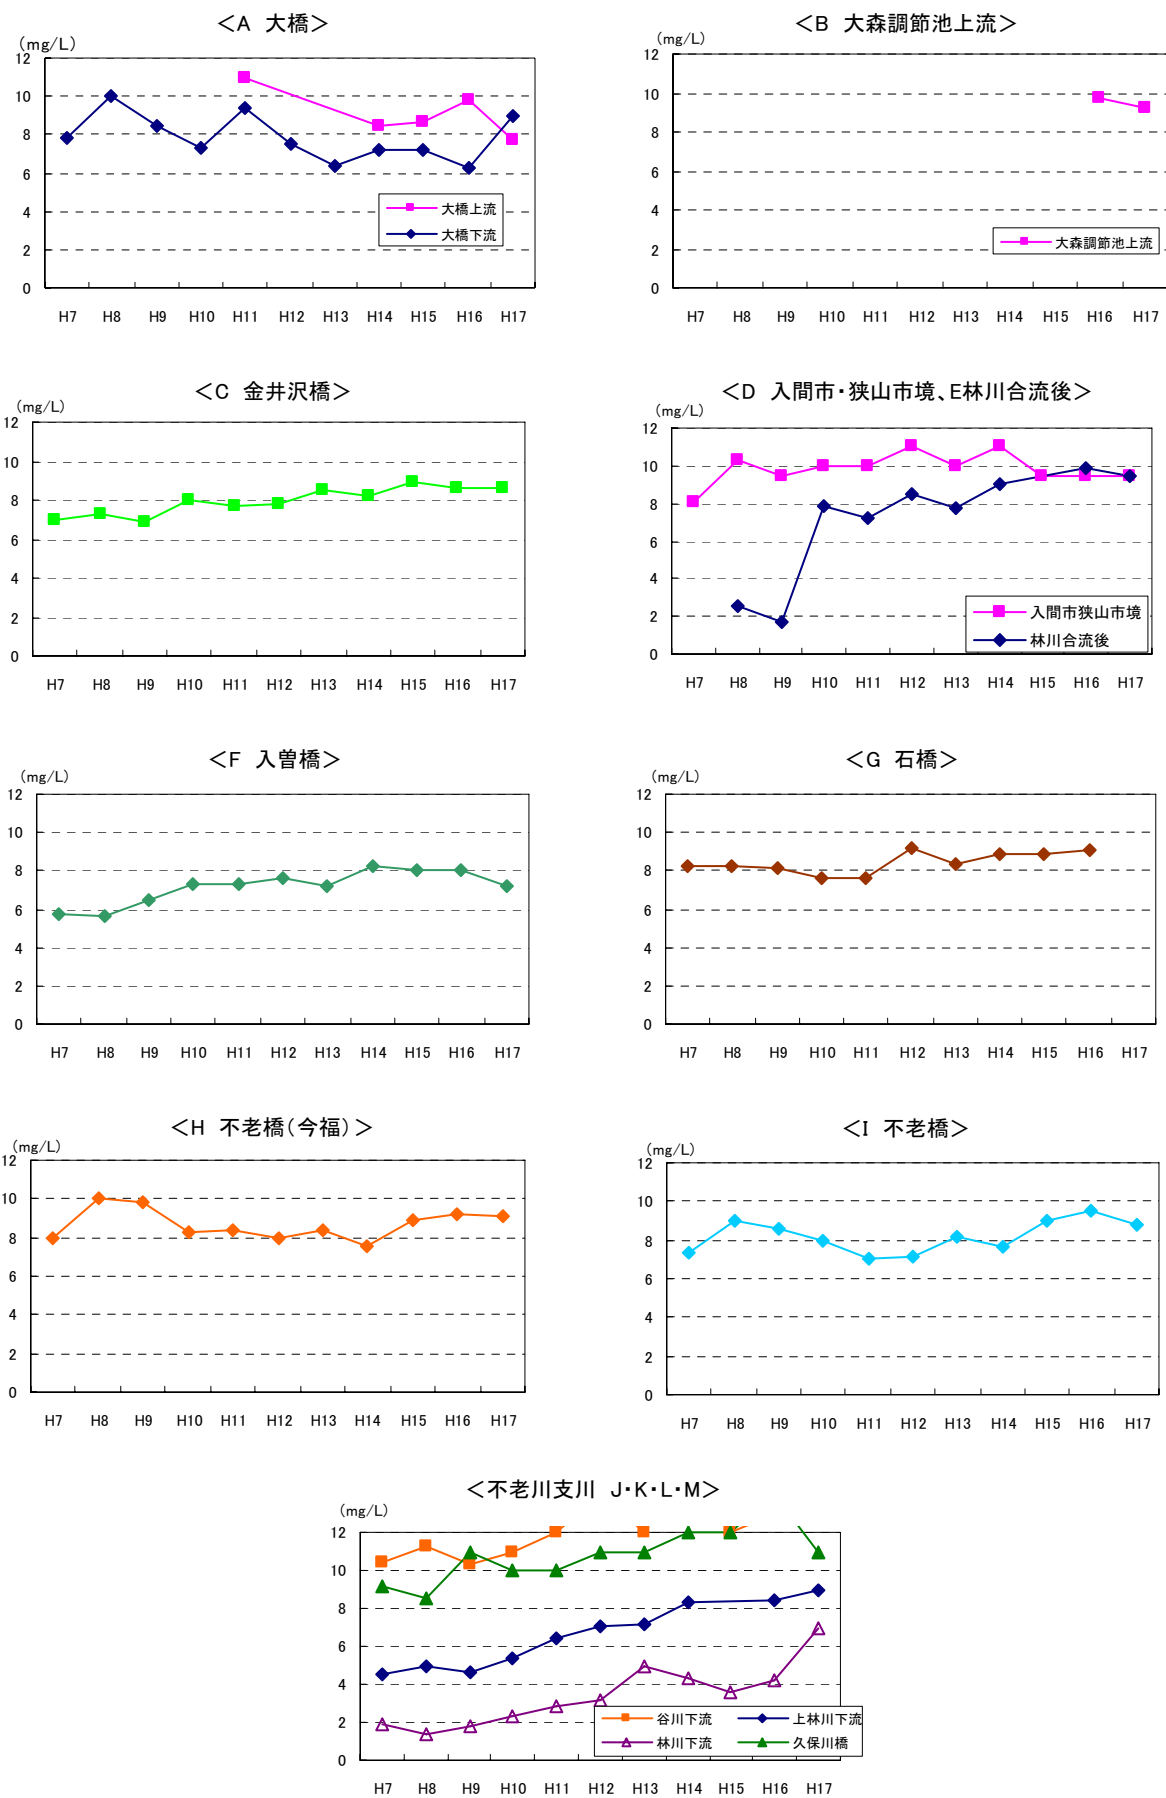 ＜A 大橋＞
(mg/L)
12
10
8
6
4
2
0
大橋上流
大橋下流
H7 H8 H9 H10 H11 H12 H13 H14 H15 H16 H17
＜B 大森調節池上流＞
12
10
8
6
4
2
0
大森調節池上流
H7 H8 H9 H10 H11 H12 H13 H14 H15 H16 H17
＜C 金井沢橋＞
(mg/L)
12
10
8
6
4
2
0
H7 H8 H9 H10 H11 H12 H13 H14 H15 H16 H17
＜D 入間市・狭山市境、E林川合流後＞
(mg/L)
12
10
8
6
4
2
0
入間市狭山市境
林川合流後
H7 H8 H9 H10 H11 H12 H13 H14 H15 H16 H17
＜F 入曽橋＞
(mg/L)
12
10
8
6
4
2
0
H7 H8 H9 H10 H11 H12 H13 H14 H15 H16 H17
＜G 石橋＞
(mg/L)
12
10
8
6
4
2
0
H7 H8 H9 H10 H11 H12 H13 H14 H15 H16 H17
＜H 不老橋（今福）＞
(mg/L)
12
10
8
6
4
2
0
H7 H8 H9 H10 H11 H12 H13 H14 H15 H16 H17
＜I 不老橋＞
(mg/L)
12
10
8
6
4
2
0
H7 H8 H9 H10 H11 H12 H13 H14 H15 H16 H17
＜不老川支川 J・K・L・M＞
(mg/L)
12
10
8
6
4
2
0
谷川下流 上林川下流
林川下流 久保川橋
H7 H8 H9 H10 H11 H12 H13 H14 H15 H16 H17